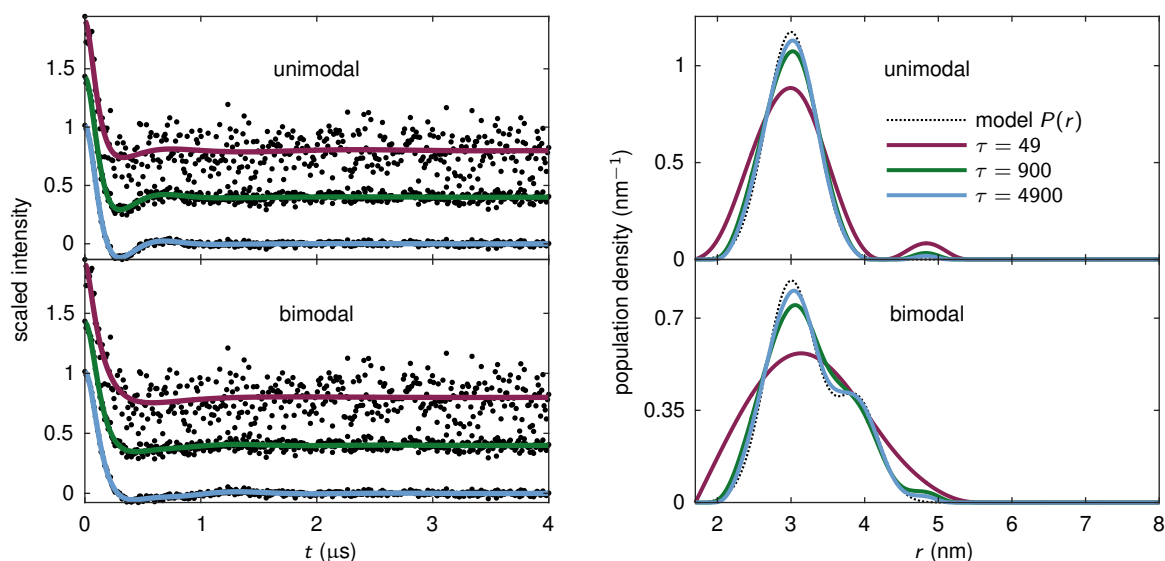 scaled intensity
1.5
1
0.5
0
unimodal
1.5
1
0.5
0
bimodal
0
1
2
3
4
t (μs)
population density (nm⁻¹)
1
0.5
0
unimodal
model P(r)
τ = 49
τ = 900
τ = 4900
0.7
0.35
0
bimodal
2
3
4
5
6
7
8
r (nm)